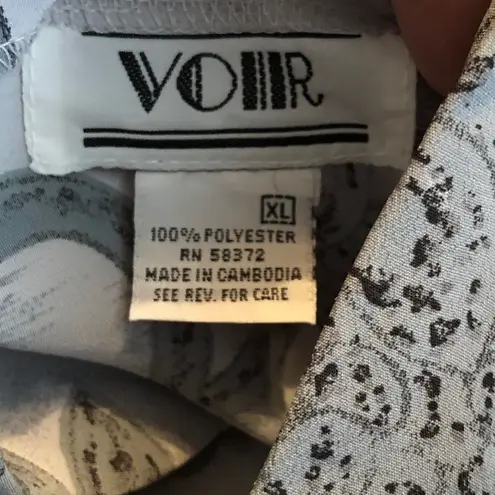 VOIR
XL
100% POLYESTER
RN 58372
MADE IN CAMBODIA
SEE REV. FOR CARE